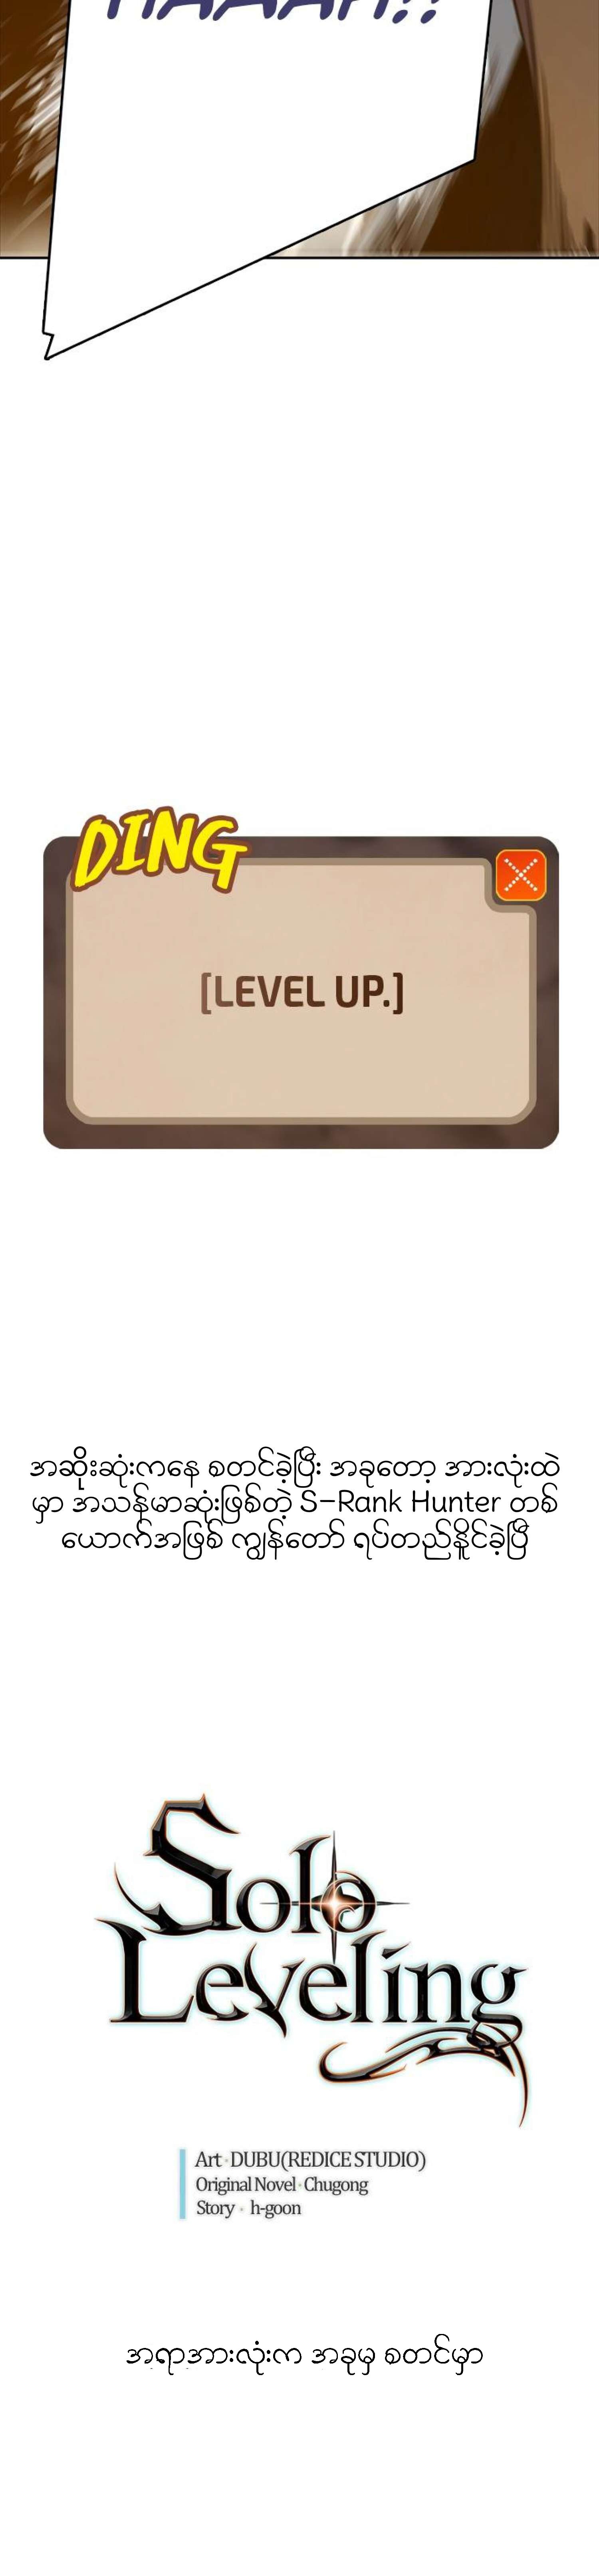 HAAAAH!!
DING
[LEVEL UP.]
အဆိုးဆုံးကနေ စတင်ခဲ့ပြီး အခုတော့ အားလုံးထဲ
မှာ အသန်မာဆုံးဖြစ်တဲ့ S-Rank Hunter တစ်
ယောက်အဖြစ် ကျွန်တော် ရပ်တည်နိူင်ခဲ့ပြီ
Solo
Leveling
Art · DUBU(REDICE STUDIO)
Original Novel · Chugong
Story · h-goon
အရာအားလုံးက အခုမှ စတင်မှာ